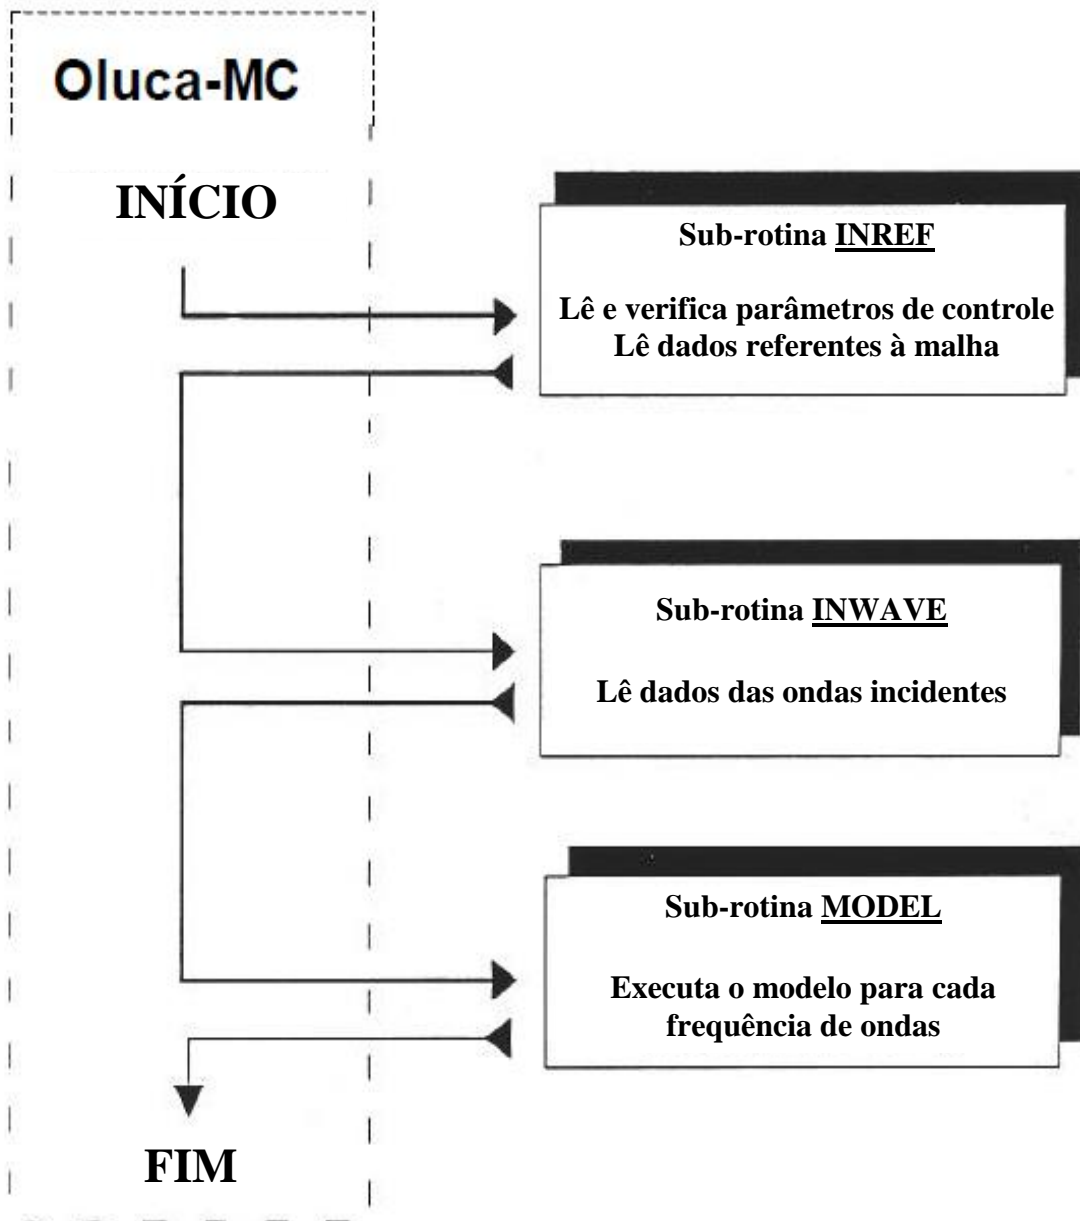 Oluca-MC
INÍCIO
Sub-rotina INREF
Lê e verifica parâmetros de controle
Lê dados referentes à malha
Sub-rotina INWAVE
Lê dados das ondas incidentes
Sub-rotina MODEL
Executa o modelo para cada
frequência de ondas
FIM